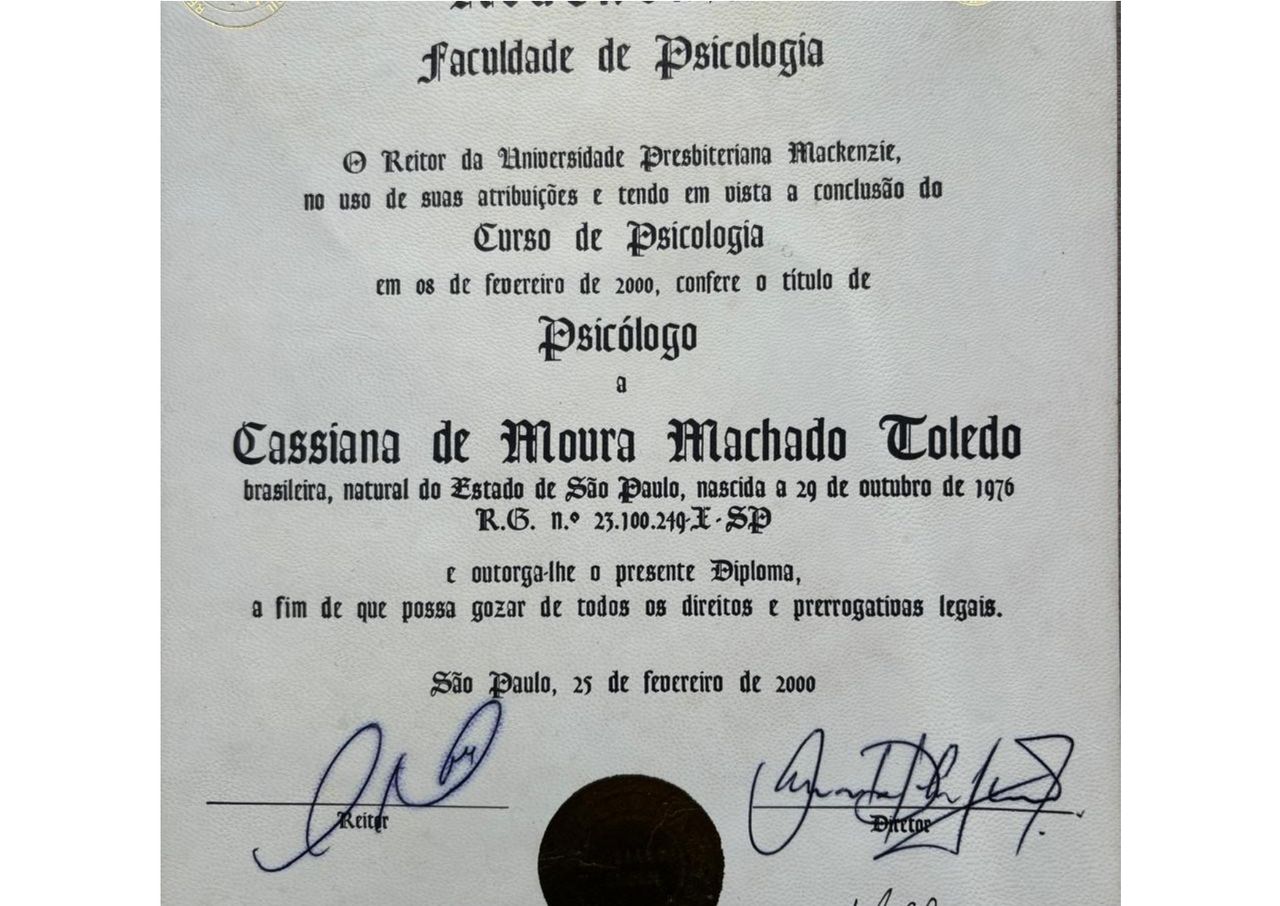 Faculdade de Psicologia
O Reitor da Universidade Presbiteriana Mackenzie,
no uso de suas atribuições e tendo em vista a conclusão do
Curso de Psicologia
em 08 de fevereiro de 2000, confere o título de
Psicólogo
a
Cassiana de Moura Machado Toledo
brasileira, natural do Estado de São Paulo, nascida a 29 de outubro de 1976
R.G. n.º 23.100.249-X-SP
e outorga-lhe o presente Diploma,
a fim de que possa gozar de todos os direitos e prerrogativas legais.
São Paulo, 25 de fevereiro de 2000
Reitor
Diretor